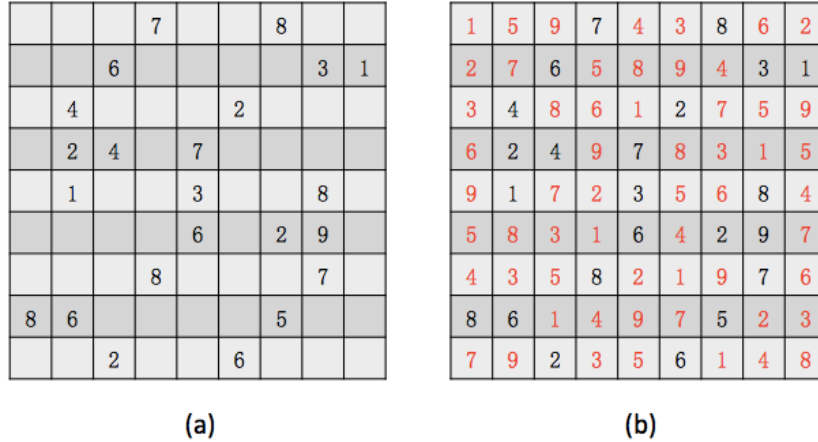 7 8
6 3 1
4 2
2 4 7
1 3 8
6 2 9
8 7
8 6 5
2 6
(a)
1 5 9 7 4 3 8 6 2
2 7 6 5 8 9 4 3 1
3 4 8 6 1 2 7 5 9
6 2 4 9 7 8 3 1 5
9 1 7 2 3 5 6 8 4
5 8 3 1 6 4 2 9 7
4 3 5 8 2 1 9 7 6
8 6 1 4 9 7 5 2 3
7 9 2 3 5 6 1 4 8
(b)